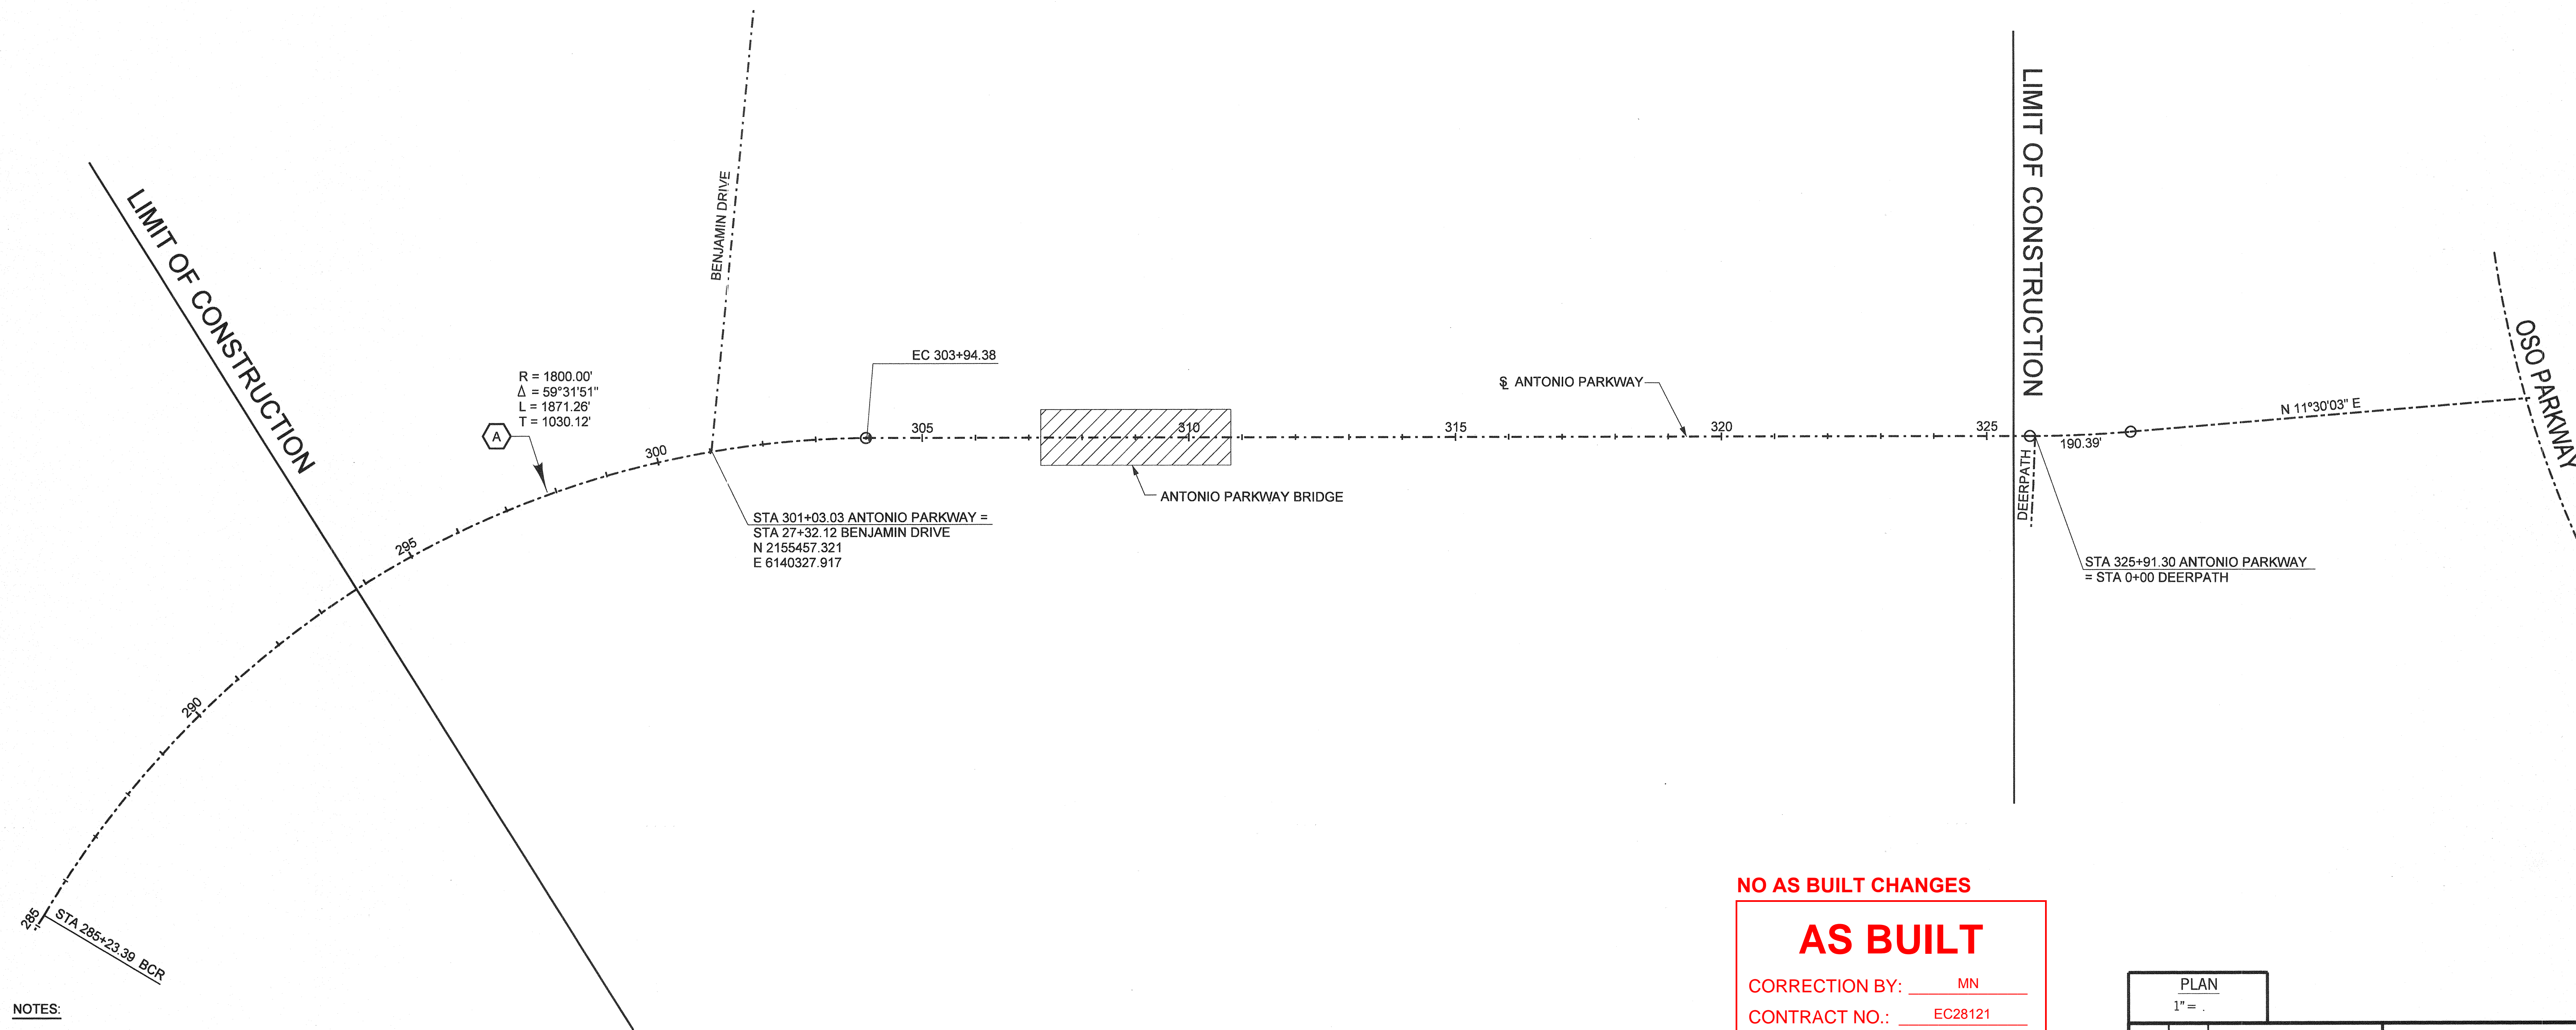 LIMIT OF CONSTRUCTION
BENJAMIN DRIVE
LIMIT OF CONSTRUCTION
OSO PARKWAY
R = 1800.00'
Δ = 59°31'51"
L = 1871.26'
T = 1030.12'
A
EC 303+94.38
℄ ANTONIO PARKWAY
285
290
295
300
305
310
315
320
325
190.39'
N 11°30'03" E
ANTONIO PARKWAY BRIDGE
DEERPATH
STA 301+03.03 ANTONIO PARKWAY =
STA 27+32.12 BENJAMIN DRIVE
N 2155457.321
E 6140327.917
STA 325+91.30 ANTONIO PARKWAY
= STA 0+00 DEERPATH
STA 285+23.39 BCR
NOTES:
NO AS BUILT CHANGES
AS BUILT
CORRECTION BY: MN
CONTRACT NO.: EC28121
PLAN
1" = .